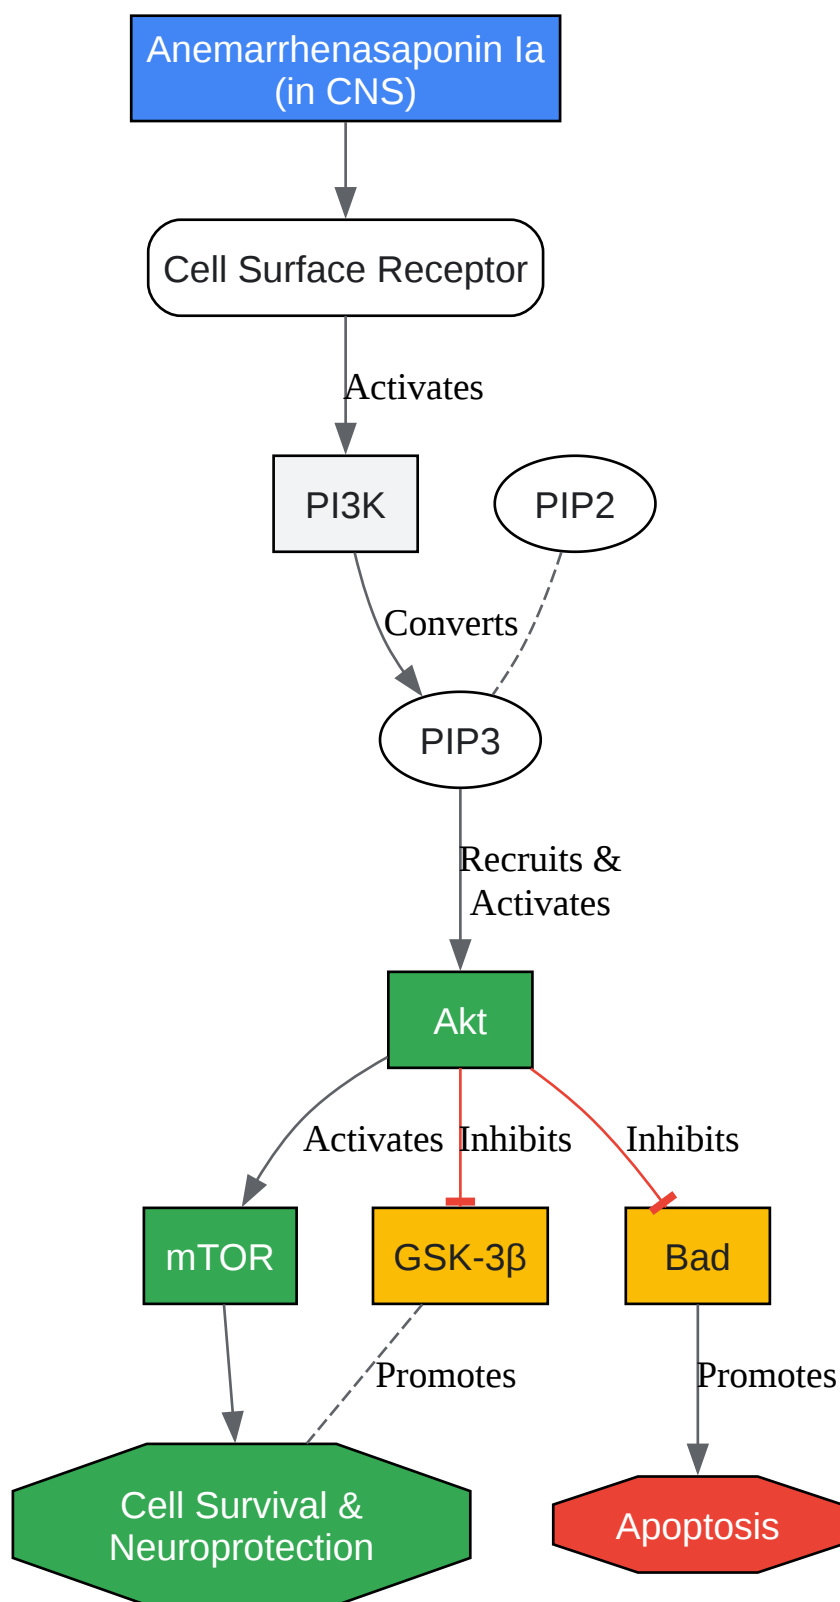 Anemarrhenasaponin Ia
(in CNS)
Cell Surface Receptor
Activates
PI3K
PIP2
Converts
PIP3
Recruits &
Activates
Akt
Activates
Inhibits
Inhibits
mTOR
GSK-3β
Bad
Promotes
Promotes
Cell Survival &
Neuroprotection
Apoptosis